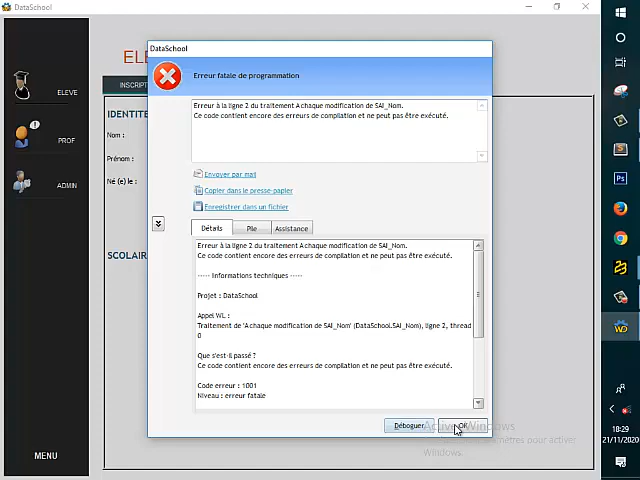 DataSchool
ELE
ELEVE
PROF
ADMIN
MENU
INSCRIPT
IDENTITE
Nom :
Prénom :
Né (e) le :
SCOLAR
DataSchool
Erreur fatale de programmation
Erreur à la ligne 2 du traitement A chaque modification de SAI_Nom.
Ce code contient encore des erreurs de compilation et ne peut pas être exécuté.
Envoyer par mail
Copier dans le presse-papier
Enregistrer dans un fichier
Détails Pile Assistance
Erreur à la ligne 2 du traitement A chaque modification de SAI_Nom.
Ce code contient encore des erreurs de compilation et ne peut pas être exécuté.
----- Informations techniques -----
Projet : DataSchool
Appel WL :
Traitement de 'A chaque modification de SAI_Nom' (DataSchool.SAI_Nom), ligne 2, thread
0
Que s'est-il passé ?
Ce code contient encore des erreurs de compilation et ne peut pas être exécuté.
Code erreur : 1001
Niveau : erreur fatale
Déboguer OK
Windows
mètres pour activer
Windows.
Ps
WD
18:29
21/11/2020